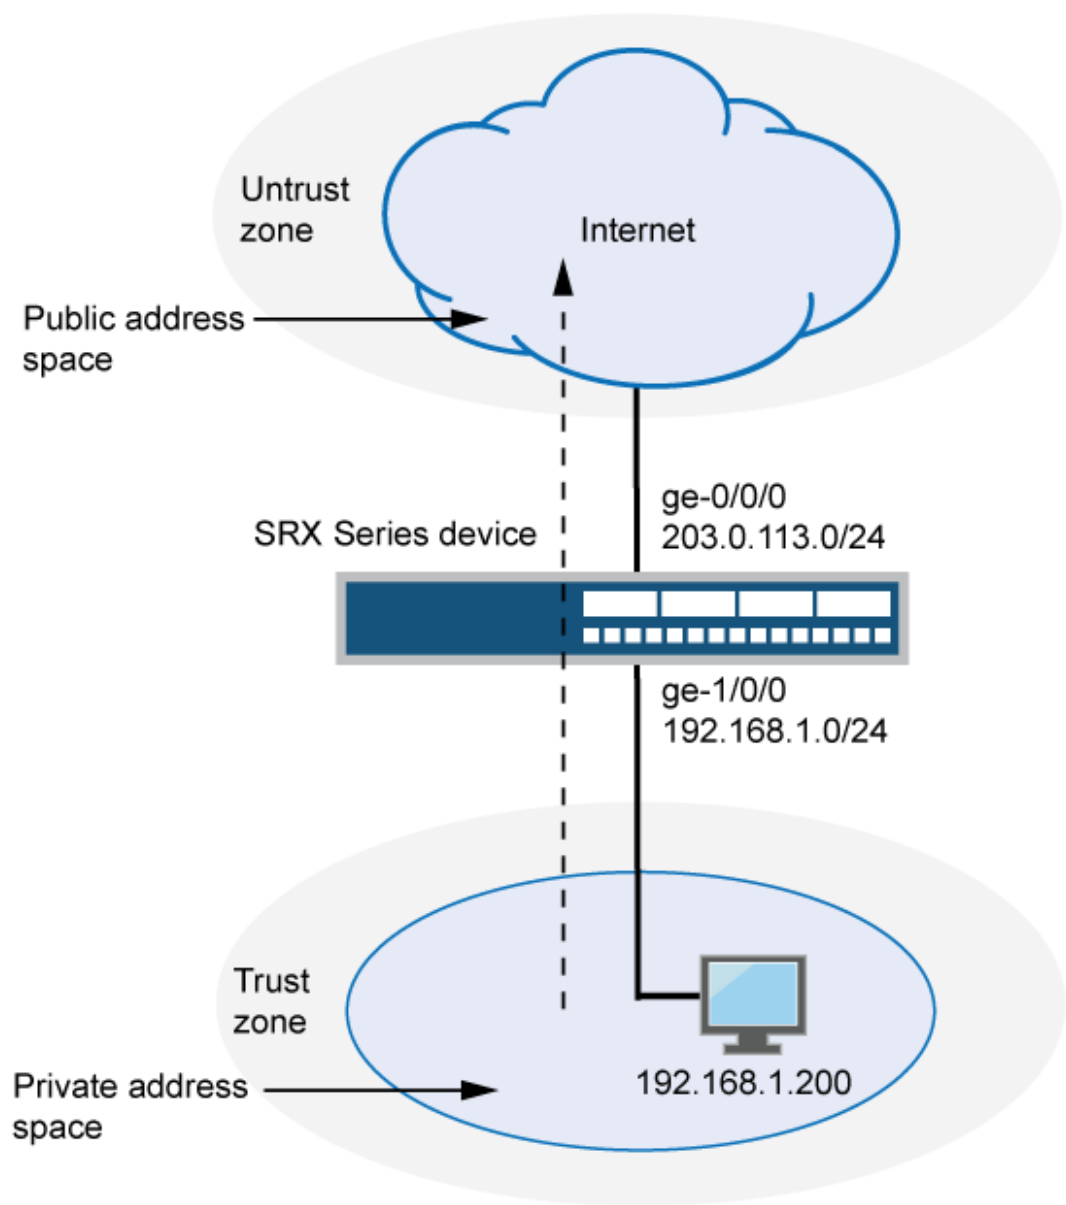 Untrust
zone
Internet
Public address
space
ge-0/0/0
203.0.113.0/24
SRX Series device
ge-1/0/0
192.168.1.0/24
Trust
zone
192.168.1.200
Private address
space